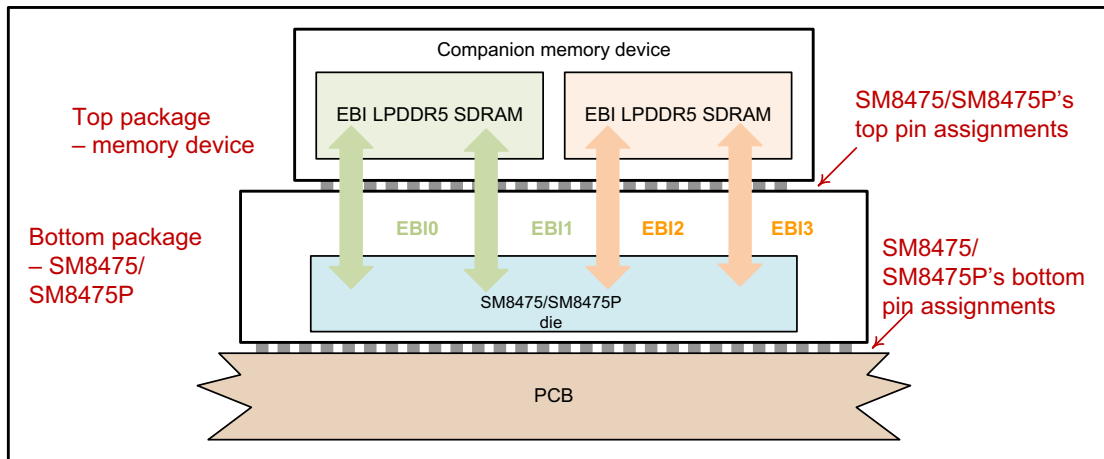 Companion memory device
EBI LPDDR5 SDRAM
EBI LPDDR5 SDRAM
Top package
– memory device
SM8475/SM8475P's
top pin assignments
EBI0
EBI1
EBI2
EBI3
Bottom package
– SM8475/
SM8475P
SM8475/
SM8475P's bottom
pin assignments
SM8475/SM8475P
die
PCB